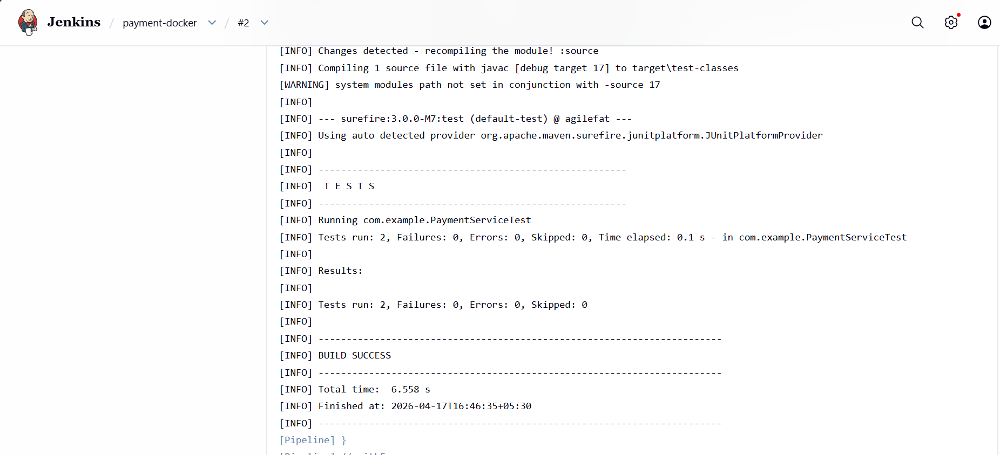 Jenkins / payment-docker / #2
[INFO] Changes detected - recompiling the module! :source
[INFO] Compiling 1 source file with javac [debug target 17] to target\test-classes
[WARNING] system modules path not set in conjunction with -source 17
[INFO]
[INFO] --- surefire:3.0.0-M7:test (default-test) @ agilefat ---
[INFO] Using auto detected provider org.apache.maven.surefire.junitplatform.JUnitPlatformProvider
[INFO]
[INFO] -------------------------------------------------------
[INFO]  T E S T S
[INFO] -------------------------------------------------------
[INFO] Running com.example.PaymentServiceTest
[INFO] Tests run: 2, Failures: 0, Errors: 0, Skipped: 0, Time elapsed: 0.1 s - in com.example.PaymentServiceTest
[INFO]
[INFO] Results:
[INFO]
[INFO] Tests run: 2, Failures: 0, Errors: 0, Skipped: 0
[INFO]
[INFO] ------------------------------------------------------------------------
[INFO] BUILD SUCCESS
[INFO] ------------------------------------------------------------------------
[INFO] Total time:  6.558 s
[INFO] Finished at: 2026-04-17T16:46:35+05:30
[INFO] ------------------------------------------------------------------------
[Pipeline] }